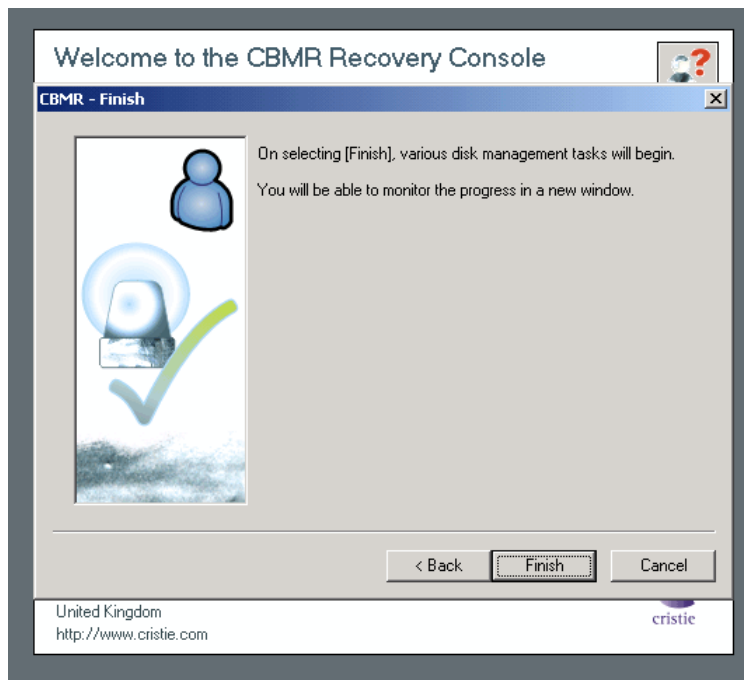 Welcome to the CBMR Recovery Console
?
CBMR - Finish
On selecting [Finish], various disk management tasks will begin.
You will be able to monitor the progress in a new window.
< Back
Finish
Cancel
United Kingdom
http://www.cristie.com
cristie